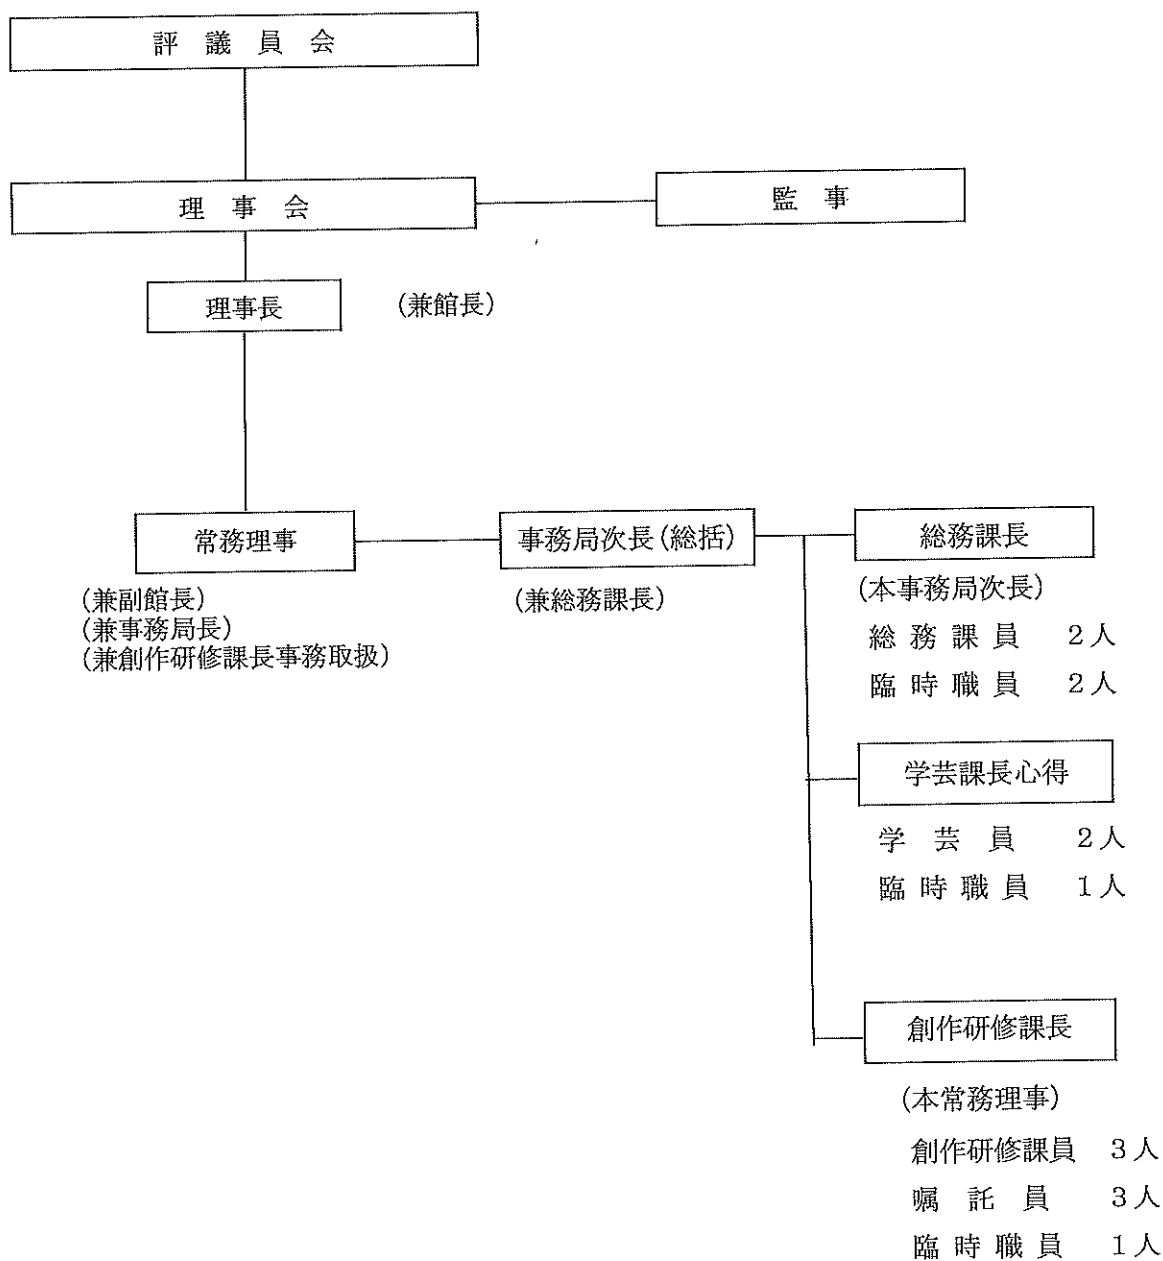 評議員会
理事会
監事
理事長
(兼館長)
常務理事
(兼副館長)
(兼事務局長)
(兼創作研修課長事務取扱)
事務局次長(総括)
(兼総務課長)
総務課長
(本事務局次長)
総務課員 2人
臨時職員 2人
学芸課長心得
学芸員 2人
臨時職員 1人
創作研修課長
(本常務理事)
創作研修課員 3人
嘱託員 3人
臨時職員 1人